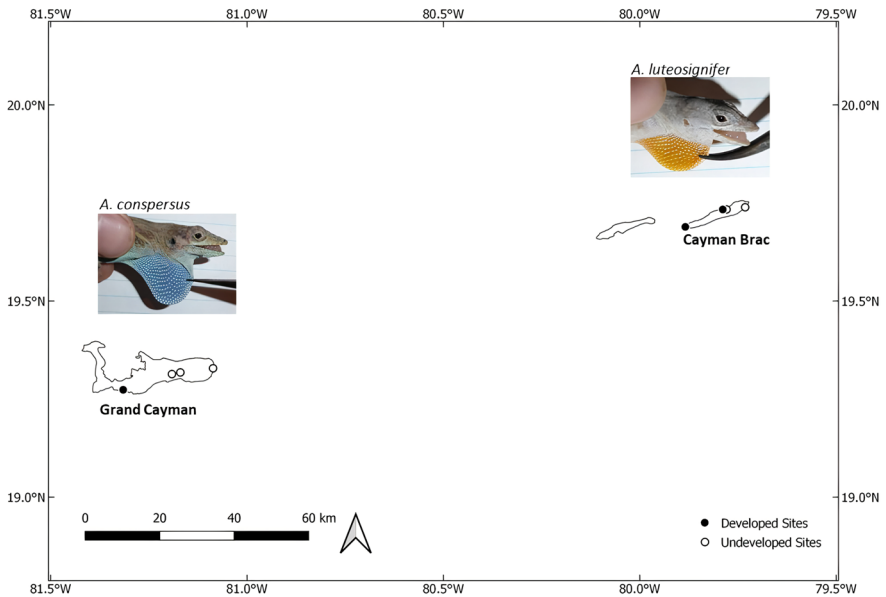 81.5°W 81.0°W 80.5°W 80.0°W 79.5°W
A. luteosignifer
20.0°N 20.0°N
A. conspersus
Cayman Brac
19.5°N 19.5°N
Grand Cayman
19.0°N 19.0°N
0 20 40 60 km
Developed Sites
Undeveloped Sites
81.5°W 81.0°W 80.5°W 80.0°W 79.5°W